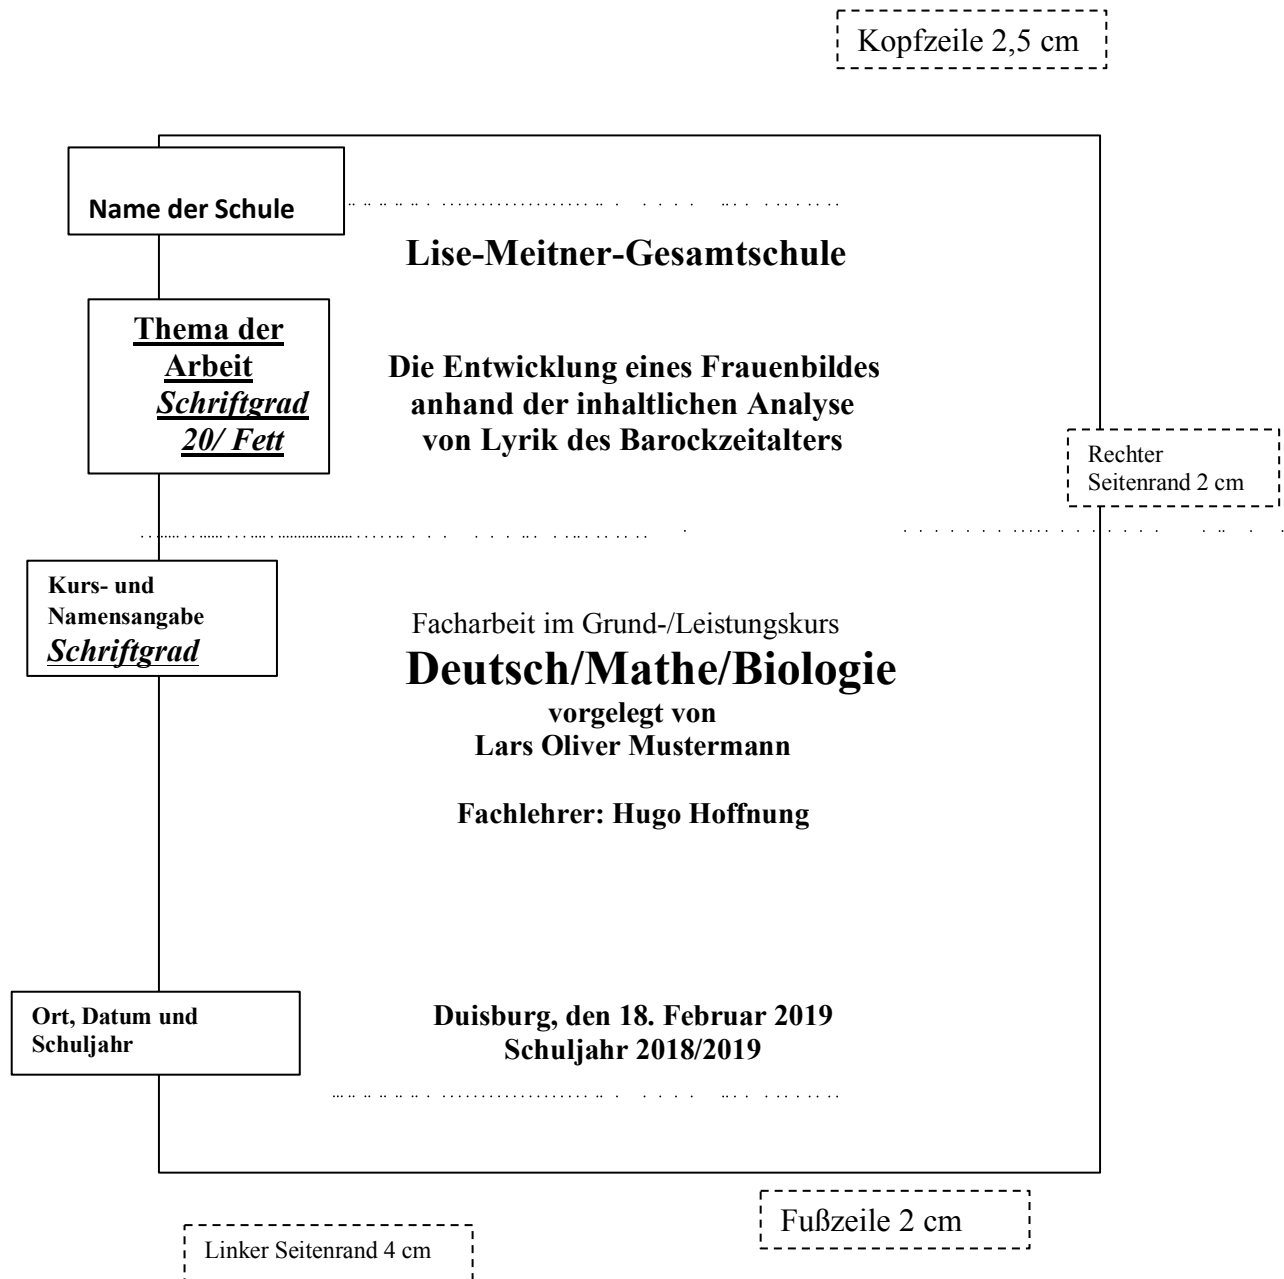 Kopfzeile 2,5 cm
Name der Schule
Lise-Meitner-Gesamtschule
Thema der
Arbeit
Schriftgrad
20/ Fett
Die Entwicklung eines Frauenbildes
anhand der inhaltlichen Analyse
von Lyrik des Barockzeitalters
Rechter
Seitenrand 2 cm
Kurs- und
Namensangabe
Schriftgrad
Facharbeit im Grund-/Leistungskurs
Deutsch/Mathe/Biologie
vorgelegt von
Lars Oliver Mustermann
Fachlehrer: Hugo Hoffnung
Ort, Datum und
Schuljahr
Duisburg, den 18. Februar 2019
Schuljahr 2018/2019
Fußzeile 2 cm
Linker Seitenrand 4 cm